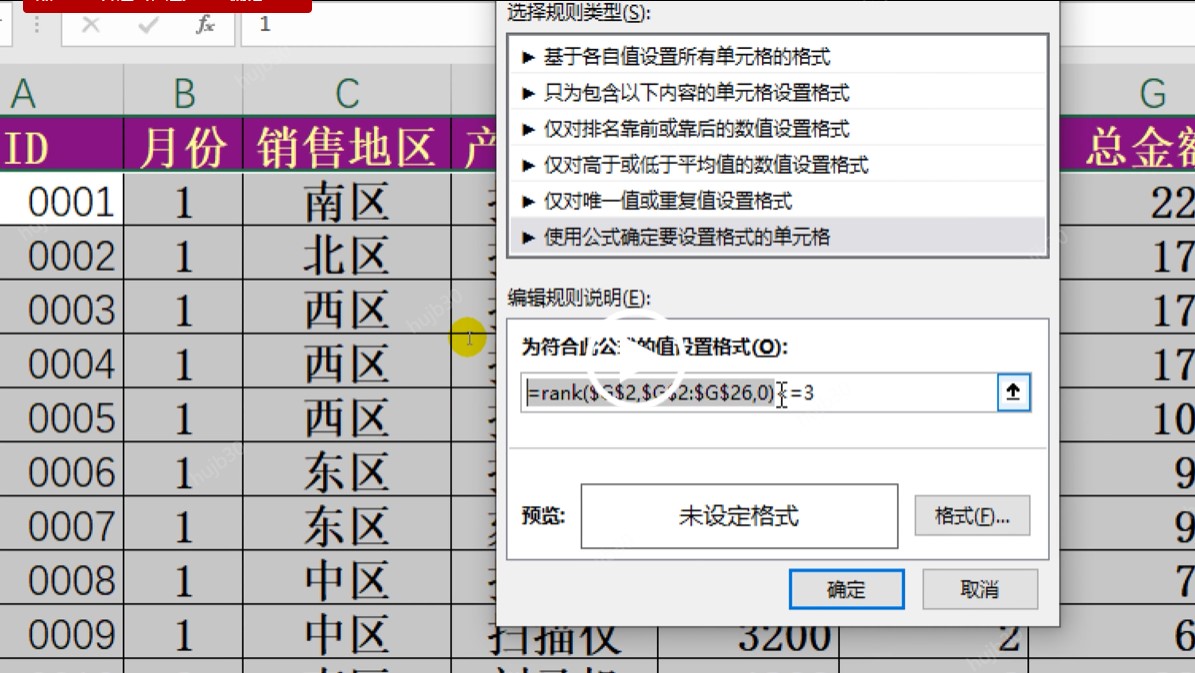 1
选择规则类型(S):
► 基于各自值设置所有单元格的格式
► 只为包含以下内容的单元格设置格式
► 仅对排名靠前或靠后的数值设置格式
► 仅对高于或低于平均值的数值设置格式
► 仅对唯一值或重复值设置格式
► 使用公式确定要设置格式的单元格
编辑规则说明(E):
为符合此公式的值设置格式(O):
=rank($G$2,$G$2:$G$26,0)<=3
预览:
未设定格式
格式(F)...
确定
取消
A B C G
ID 月份 销售地区 产 总金额
0001 1 南区 22
0002 1 北区 17
0003 1 西区 17
0004 1 西区 17
0005 1 西区 10
0006 1 东区 9
0007 1 东区 9
0008 1 中区 7
0009 1 中区 扫描仪 3200 2 6